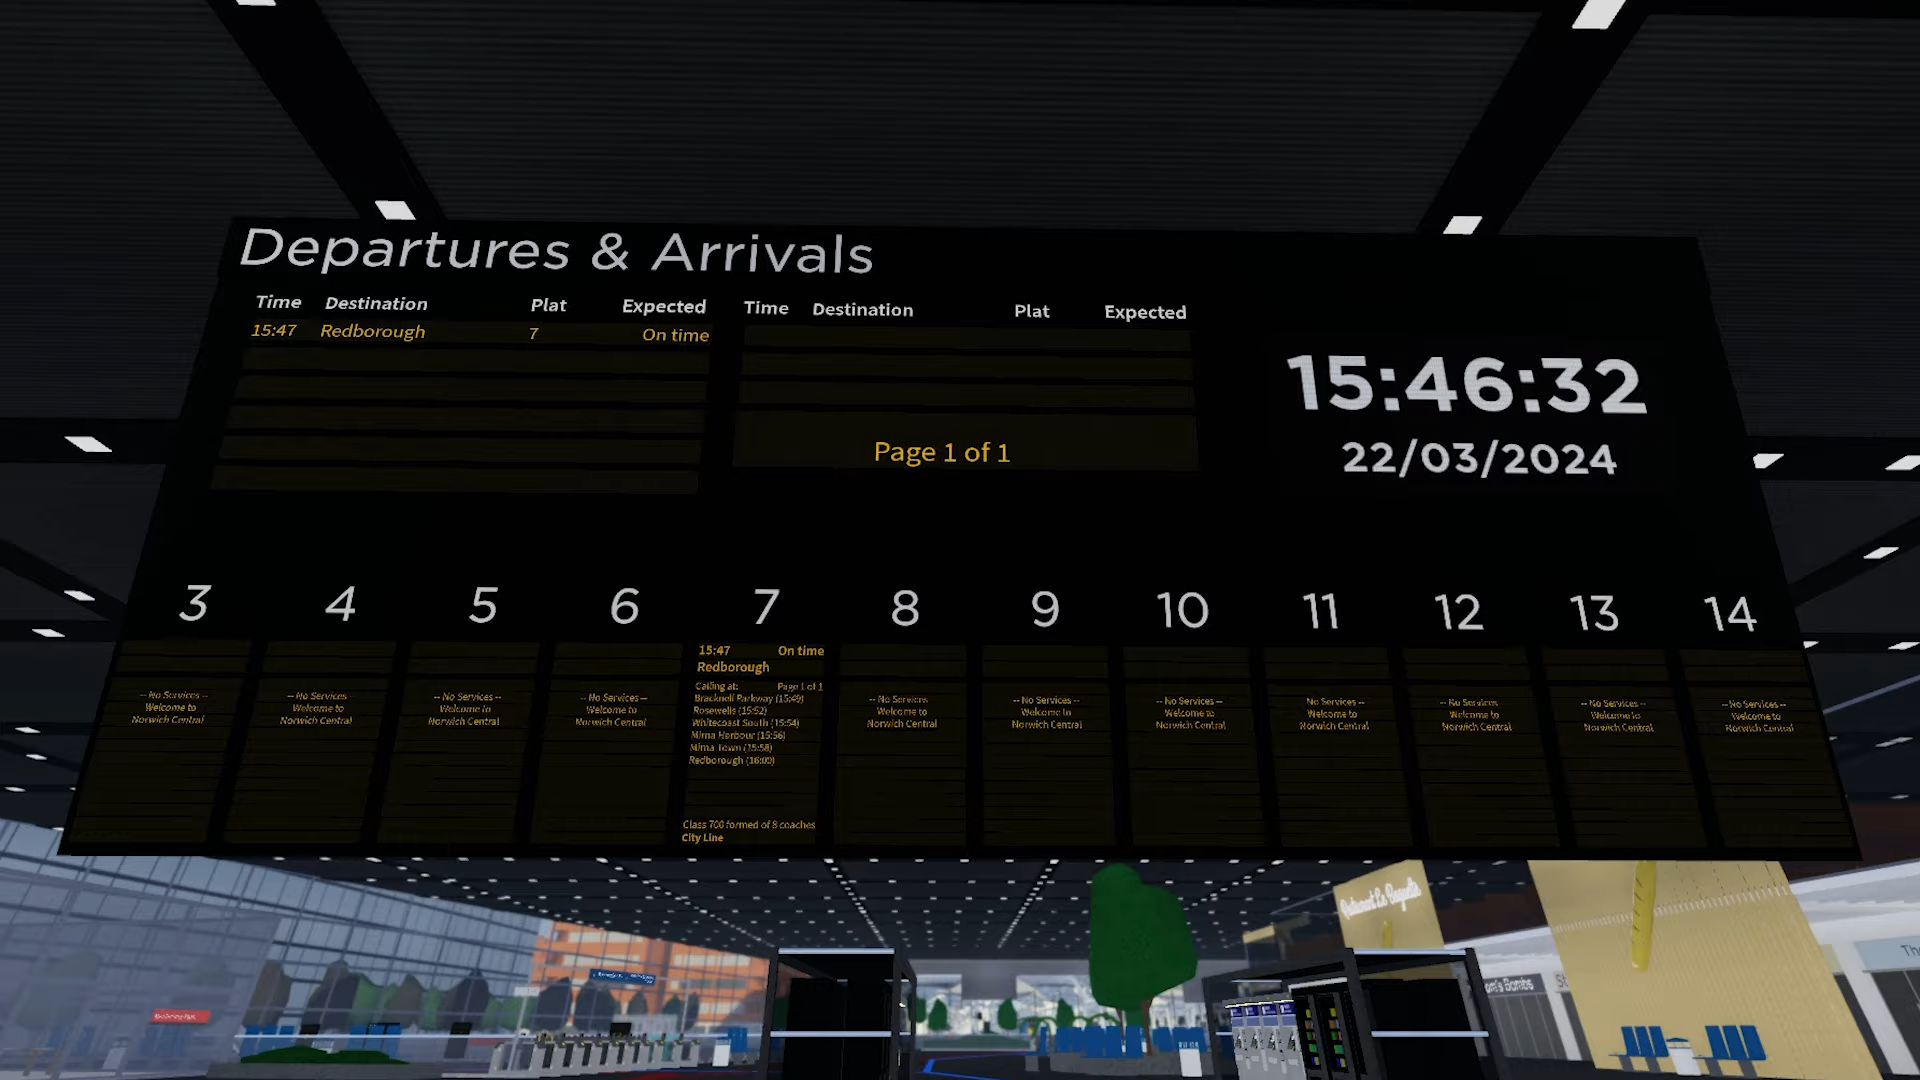 Departures & Arrivals
Time Destination Plat Expected Time Destination Plat Expected
15:47 Redborough 7 On time
Page 1 of 1
15:46:32
22/03/2024
3 4 5 6 7 8 9 10 11 12 13 14
-- No Services --
Welcome to
Norwich Central
-- No Services --
Welcome to
Norwich Central
-- No Services --
Welcome to
Norwich Central
-- No Services --
Welcome to
Norwich Central
15:47 On time
Redborough
Calling at: Page 1 of 1
Bracknell Parkway (15:49)
Rosewells (15:52)
Whitecoast South (15:54)
Mirna Harbour (15:56)
Mirna Town (15:58)
Redborough (16:00)
Class 700 formed of 8 coaches
City Line
-- No Services --
Welcome to
Norwich Central
-- No Services --
Welcome to
Norwich Central
-- No Services --
Welcome to
Norwich Central
-- No Services --
Welcome to
Norwich Central
-- No Services --
Welcome to
Norwich Central
-- No Services --
Welcome to
Norwich Central
-- No Services --
Welcome to
Norwich Central
Restaurant Le Baguette